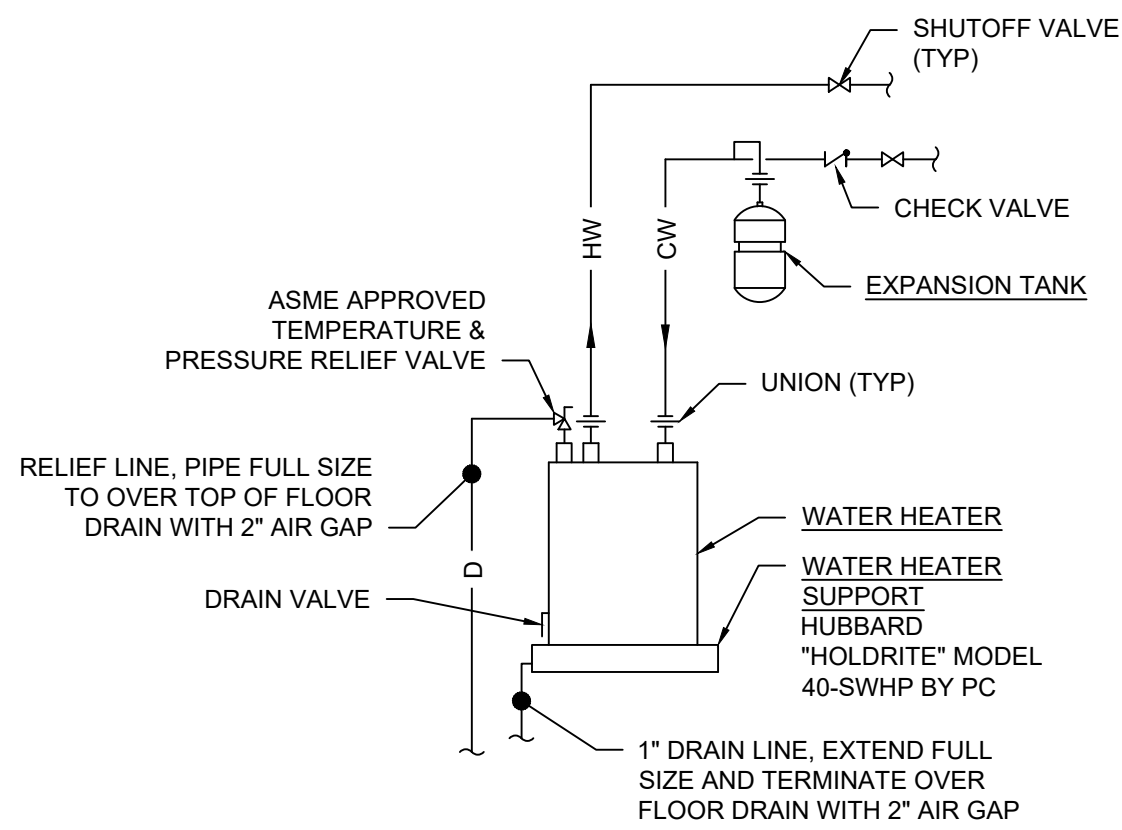 SHUTOFF VALVE
(TYP)
CHECK VALVE
HW
CW
EXPANSION TANK
ASME APPROVED
TEMPERATURE &
PRESSURE RELIEF VALVE
UNION (TYP)
RELIEF LINE, PIPE FULL SIZE
TO OVER TOP OF FLOOR
DRAIN WITH 2" AIR GAP
WATER HEATER
D
DRAIN VALVE
WATER HEATER
SUPPORT
HUBBARD
"HOLDRITE" MODEL
40-SWHP BY PC
1" DRAIN LINE, EXTEND FULL
SIZE AND TERMINATE OVER
FLOOR DRAIN WITH 2" AIR GAP